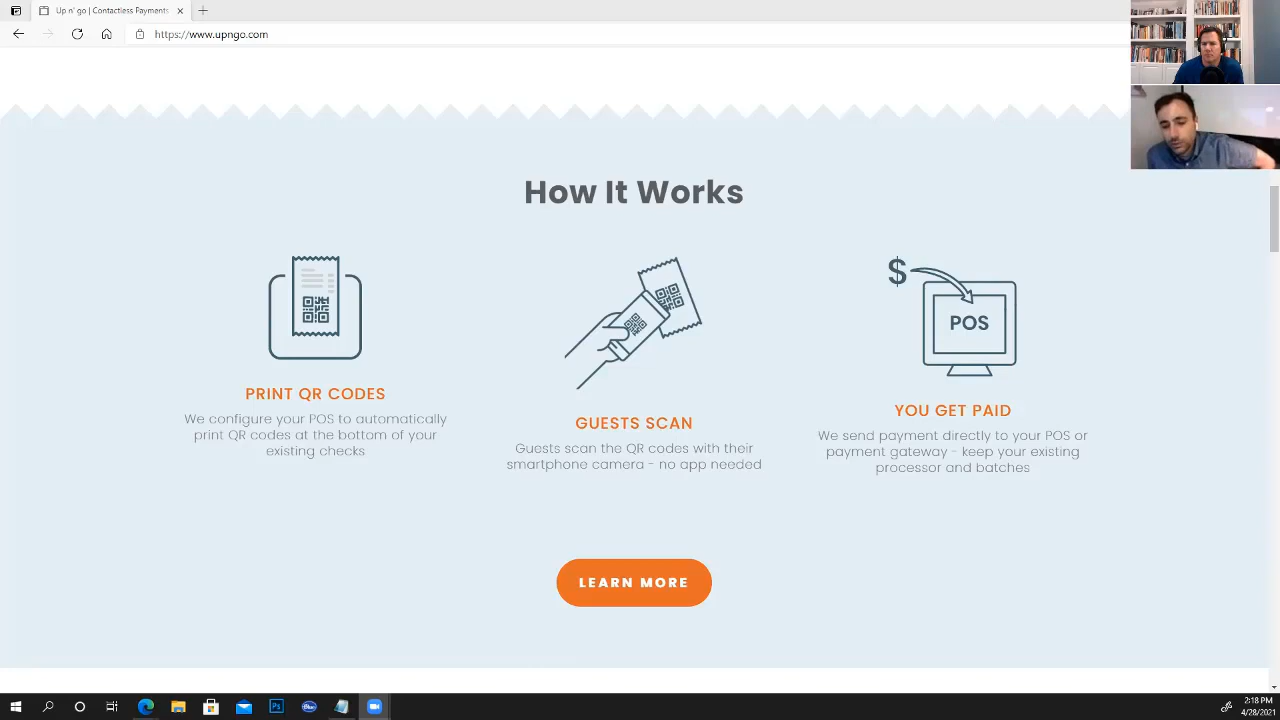 Up n' go | Contactless Payments
https://www.upngo.com
How It Works
$
POS
PRINT QR CODES
We configure your POS to automatically
print QR codes at the bottom of your
existing checks
GUESTS SCAN
Guests scan the QR codes with their
smartphone camera - no app needed
YOU GET PAID
We send payment directly to your POS or
payment gateway - keep your existing
processor and batches
LEARN MORE
Ps
2:18 PM
4/28/2021